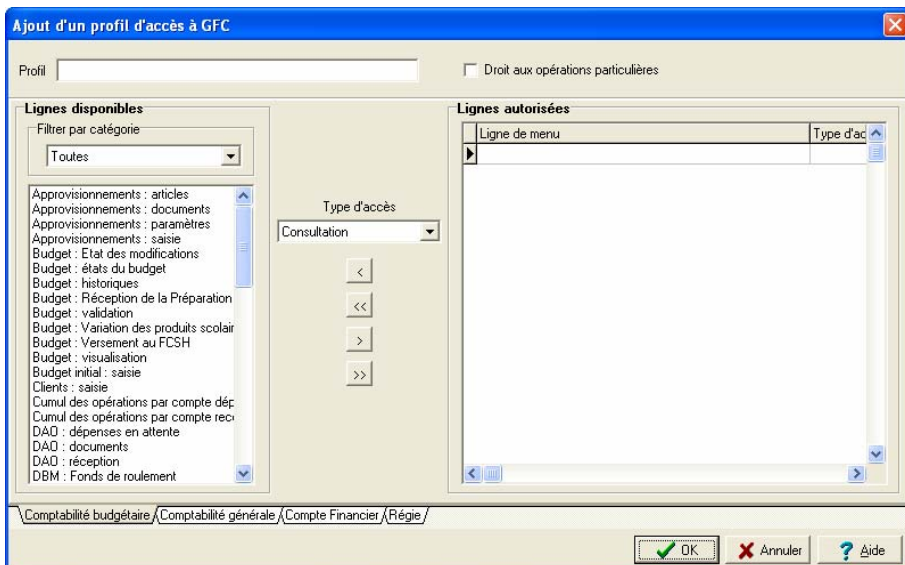 Ajout d'un profil d'accès à GFC
Profil
Droit aux opérations particulières
Lignes disponibles
Filtrer par catégorie
Toutes
Approvisionnements : articles
Approvisionnements : documents
Approvisionnements : paramètres
Approvisionnements : saisie
Budget : Etat des modifications
Budget : états du budget
Budget : historiques
Budget : Réception de la Préparation
Budget : validation
Budget : Variation des produits scolair
Budget : Versement au FCSH
Budget : visualisation
Budget initial : saisie
Clients : saisie
Cumul des opérations par compte dép
Cumul des opérations par compte rec
DAO : dépenses en attente
DAO : documents
DAO : réception
DBM : Fonds de roulement
Type d'accès
Consultation
<
<<
>
>>
Lignes autorisées
Ligne de menu Type d'ac
Comptabilité budgétaire Comptabilité générale Compte Financier Régie
OK Annuler ? Aide